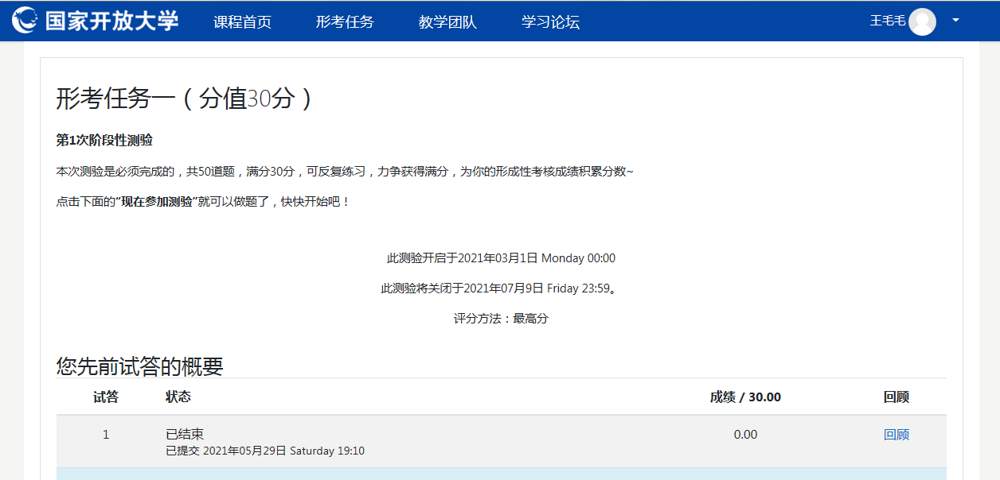 国家开放大学 课程首页 形考任务 教学团队 学习论坛 王毛毛
形考任务一（分值30分）
第1次阶段性测验
本次测验是必须完成的，共50道题，满分30分，可反复练习，力争获得满分，为你的形成性考核成绩积累分数~
点击下面的“现在参加测验”就可以做题了，快快开始吧！
此测验开启于2021年03月1日 Monday 00:00
此测验将关闭于2021年07月9日 Friday 23:59。
评分方法：最高分
您先前试答的概要
试答 状态 成绩 / 30.00 回顾
1 已结束 0.00 回顾
已提交 2021年05月29日 Saturday 19:10